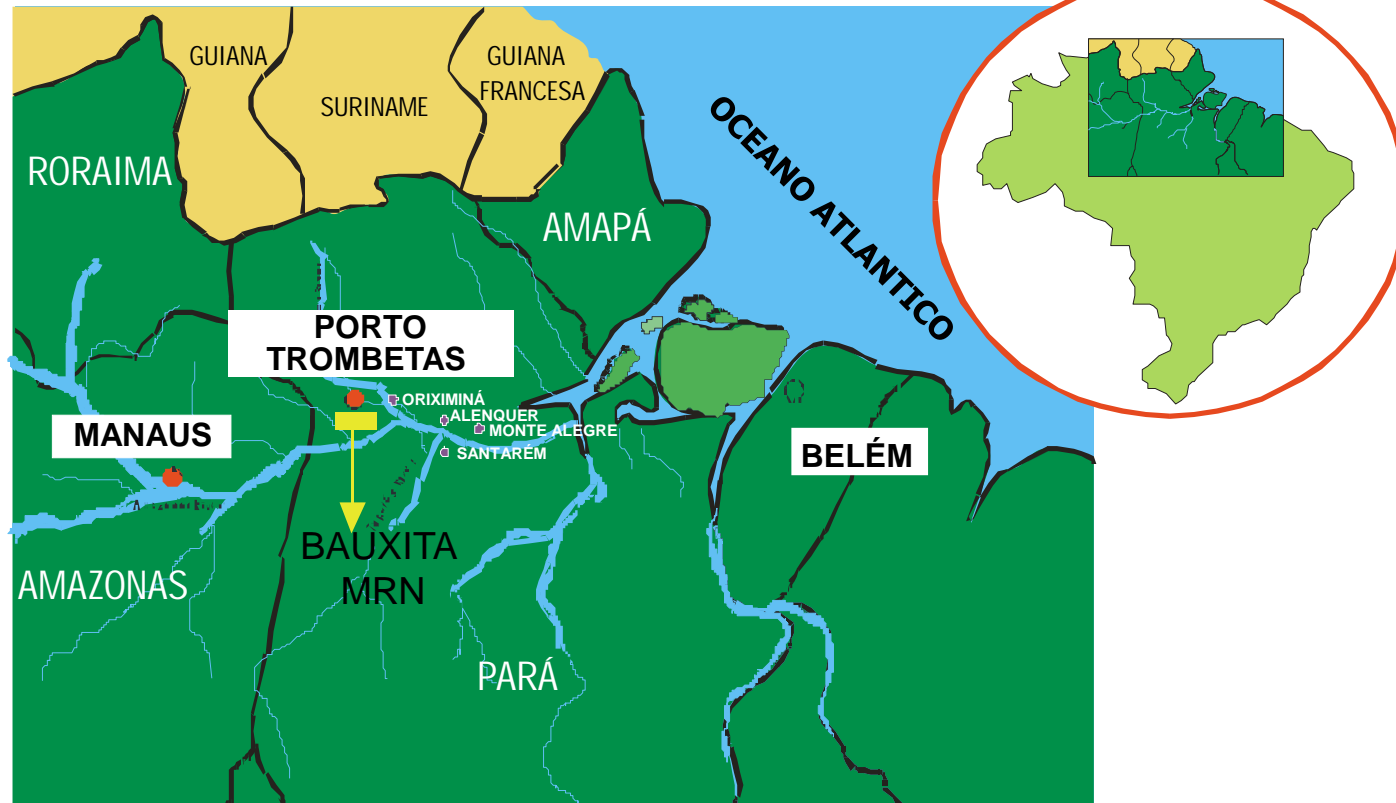 GUIANA
SURINAME
GUIANA
FRANCESA
OCEANO ATLANTICO
RORAIMA
AMAPÁ
PORTO
TROMBETAS
ORIXIMINÁ
ALENQUER
MONTE ALEGRE
SANTARÉM
MANAUS
BELÉM
BAUXITA
MRN
AMAZONAS
PARÁ